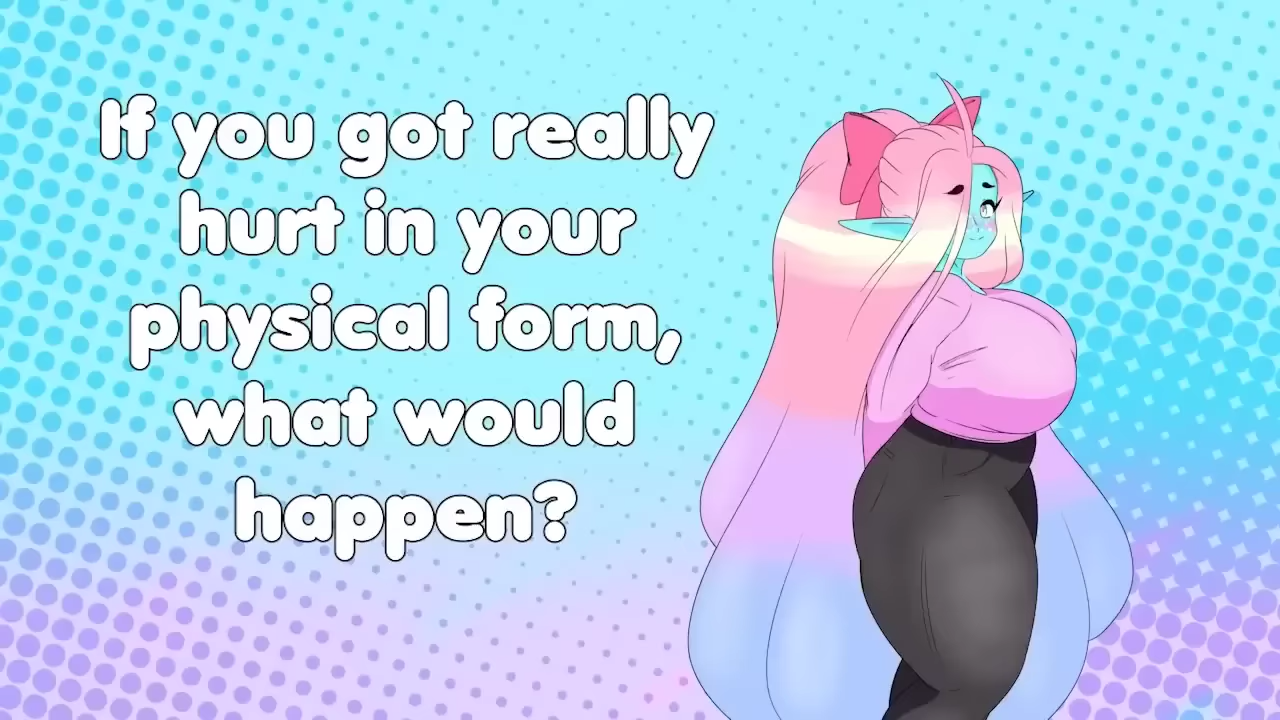 If you got really
hurt in your
physical form,
what would
happen?